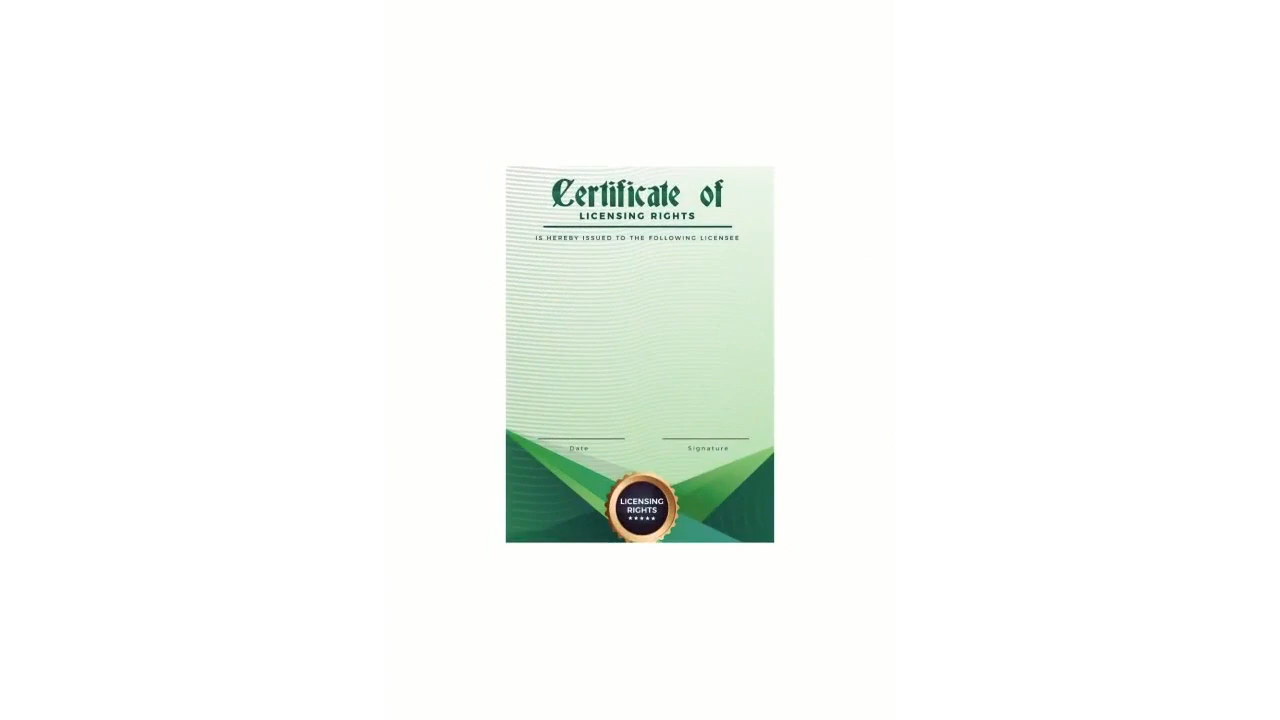 Certificate of
LICENSING RIGHTS
IS HEREBY ISSUED TO THE FOLLOWING LICENSEE
Date
Signature
LICENSING
RIGHTS